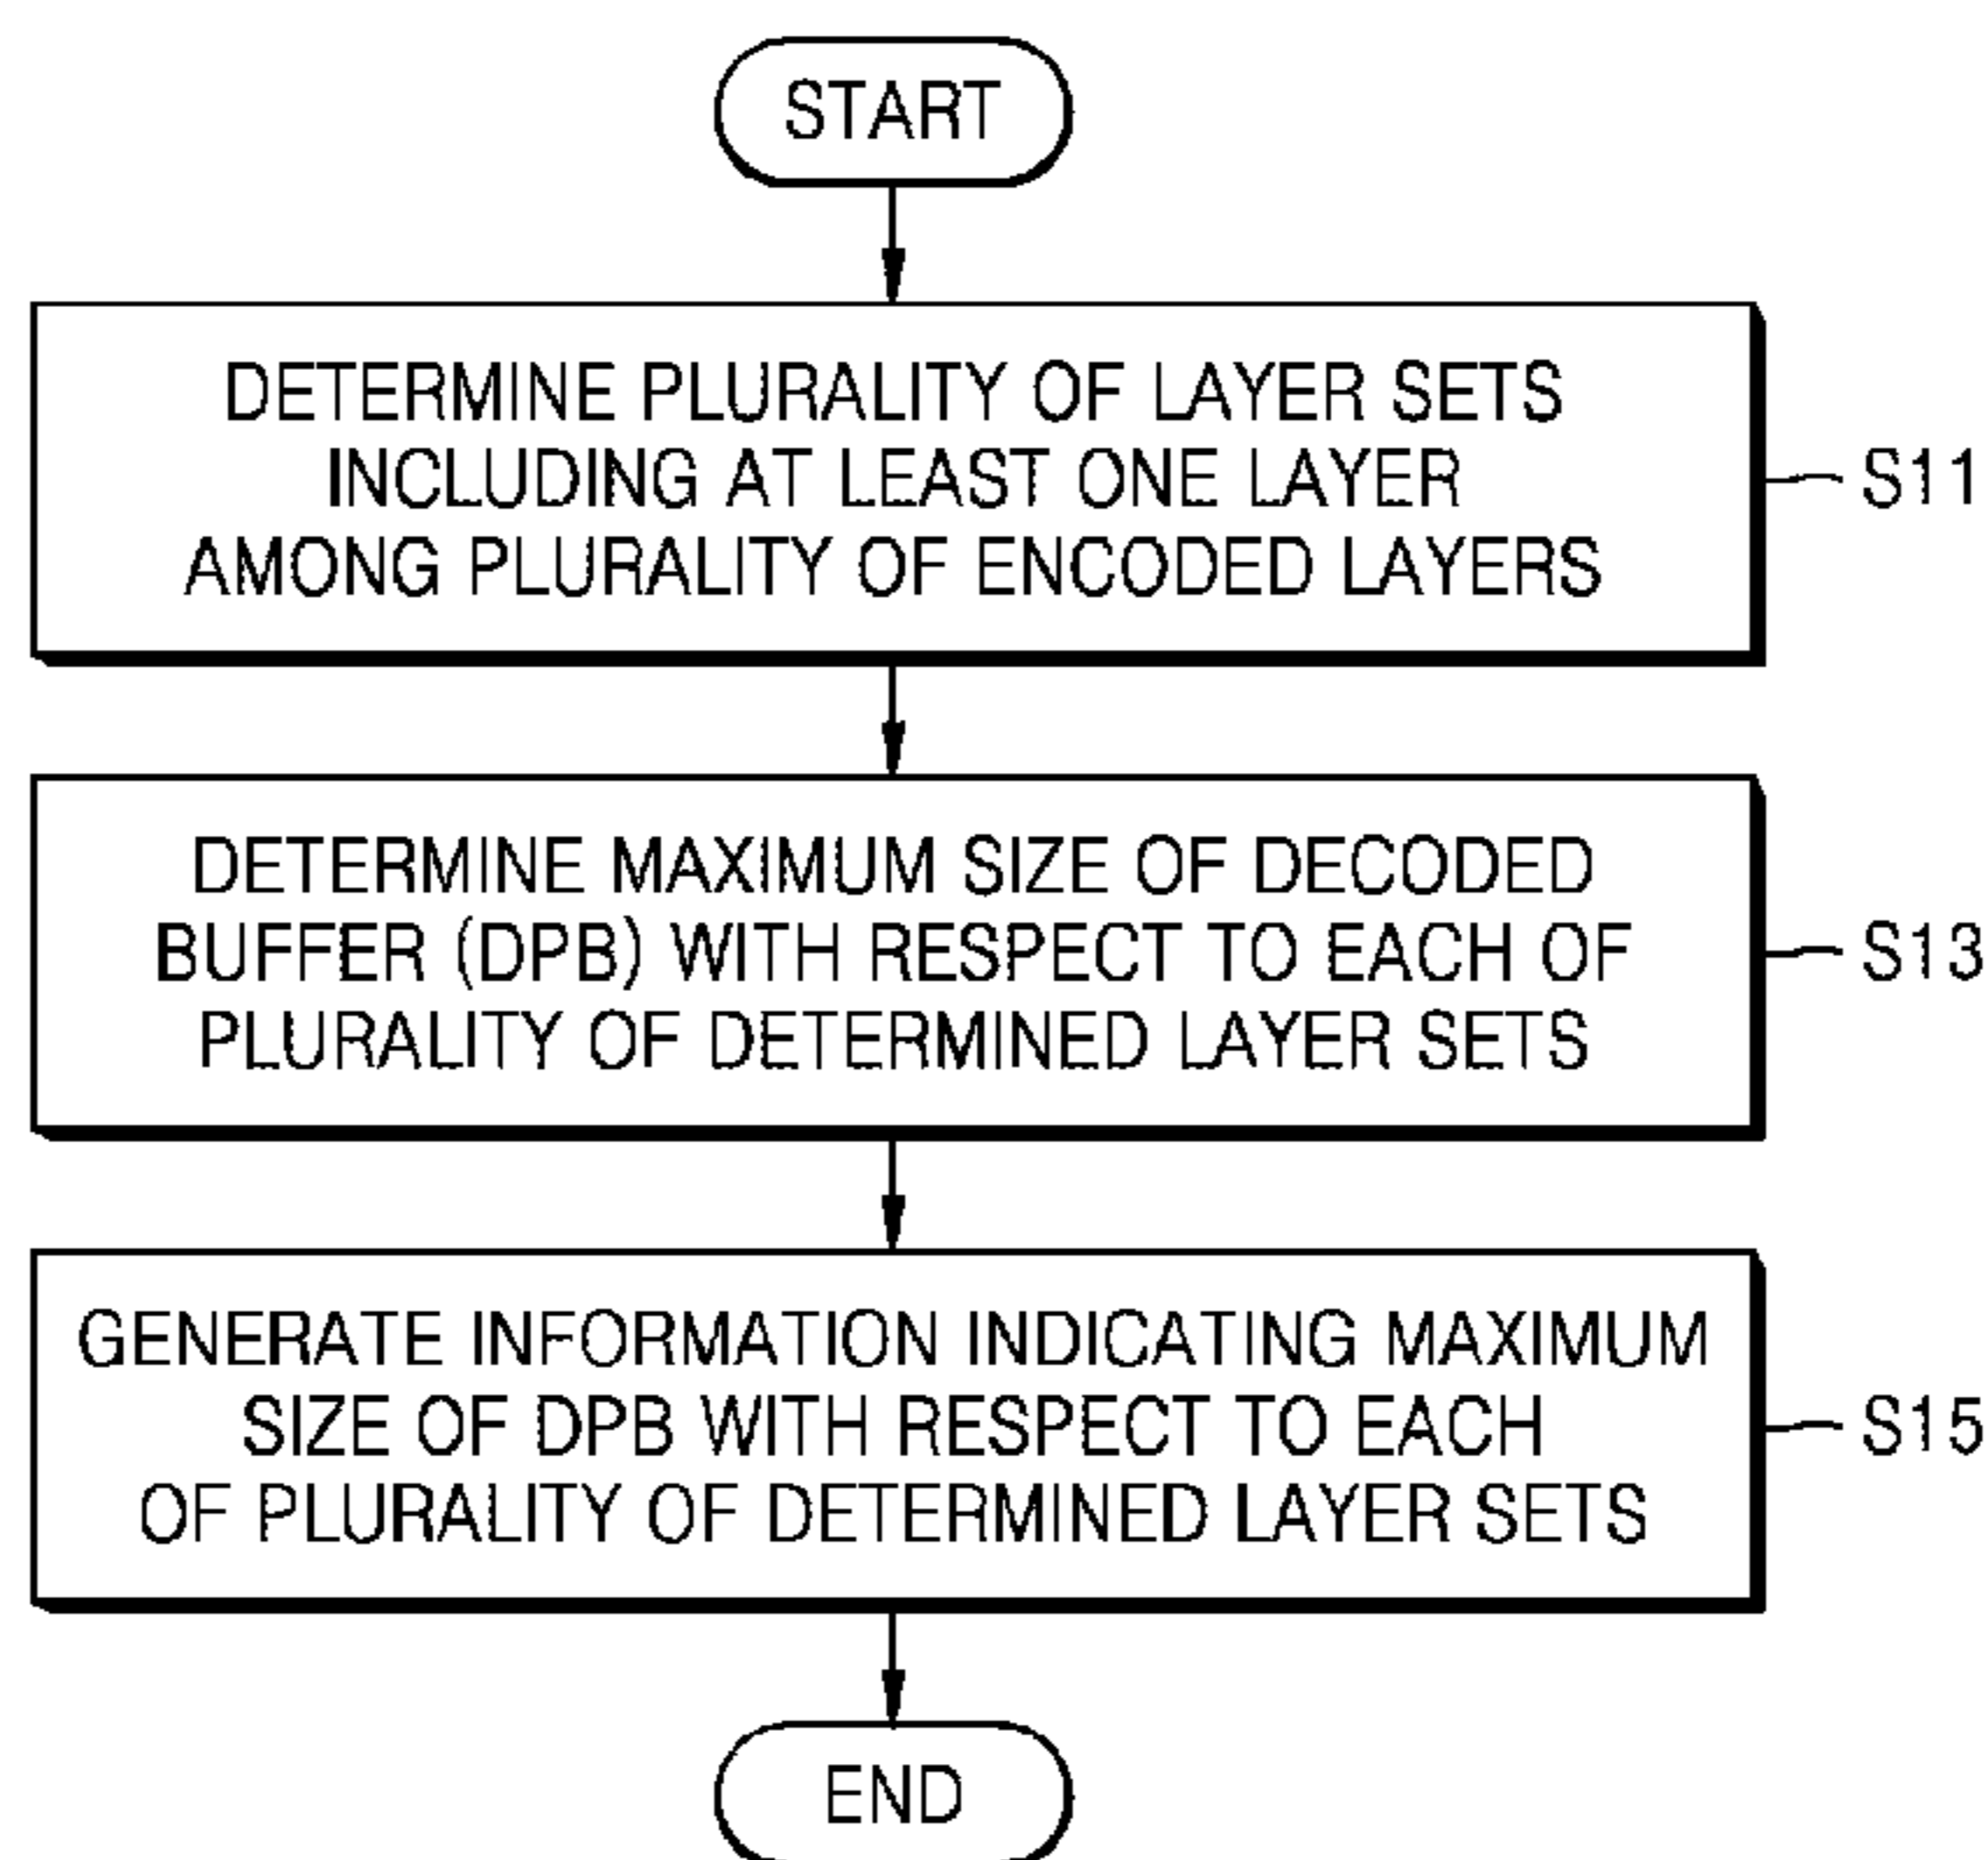 START
DETERMINE PLURALITY OF LAYER SETS
INCLUDING AT LEAST ONE LAYER
AMONG PLURALITY OF ENCODED LAYERS
S11
DETERMINE MAXIMUM SIZE OF DECODED
BUFFER (DPB) WITH RESPECT TO EACH OF
PLURALITY OF DETERMINED LAYER SETS
S13
GENERATE INFORMATION INDICATING MAXIMUM
SIZE OF DPB WITH RESPECT TO EACH
OF PLURALITY OF DETERMINED LAYER SETS
S15
END